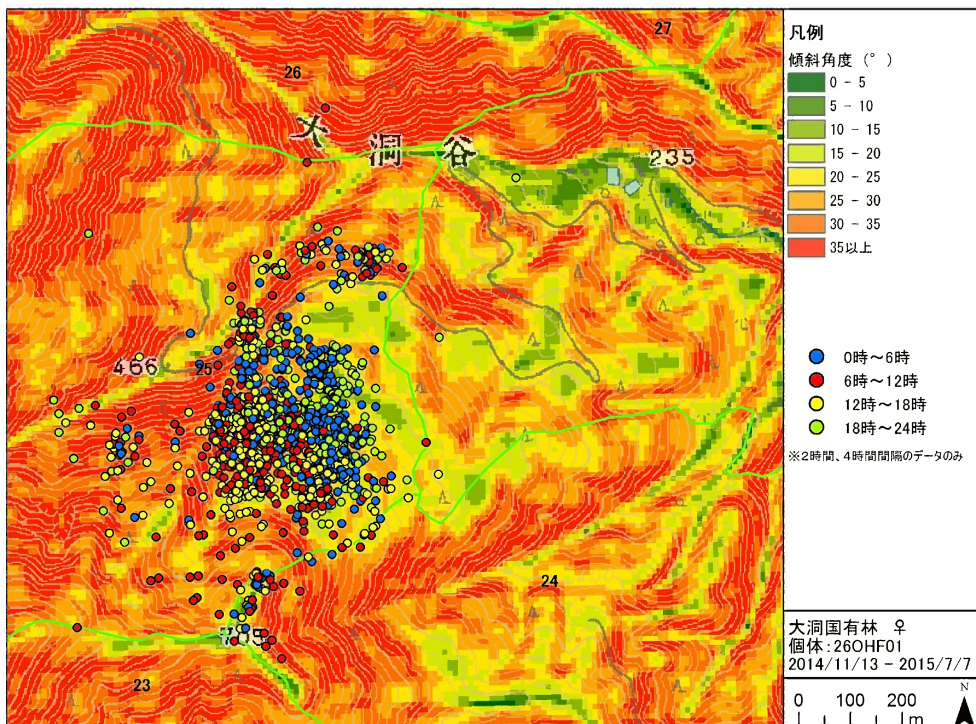 27
26
大洞谷
235
466
25
24
705
23
凡例
傾斜角度（°）
0 - 5
5 - 10
10 - 15
15 - 20
20 - 25
25 - 30
30 - 35
35以上
0時～6時
6時～12時
12時～18時
18時～24時
※2時間、4時間間隔のデータのみ
大洞国有林 ♀
個体:26OHF01
2014/11/13 - 2015/7/7
N
0 100 200
m